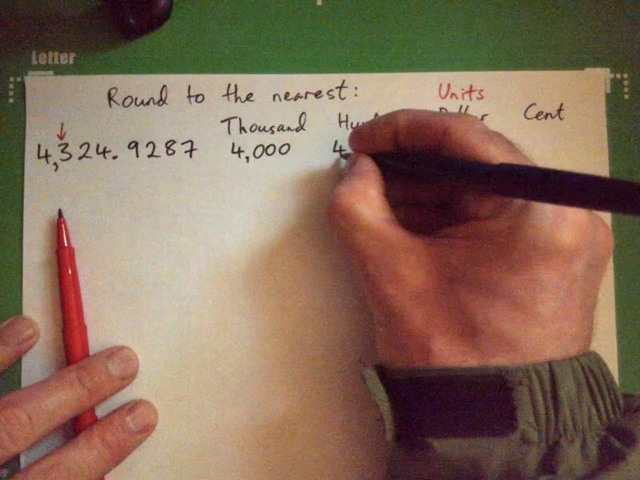 Letter
Round to the nearest:
Units
Thousand Cent
4,324.9287 4,000 4